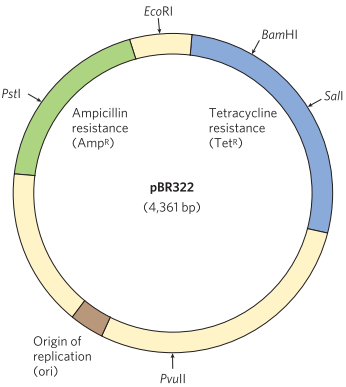 EcoRI
BamHI
SalI
PstI
Ampicillin
resistance
(AmpR)
Tetracycline
resistance
(TetR)
pBR322
(4,361 bp)
Origin of
replication
(ori)
PvuII